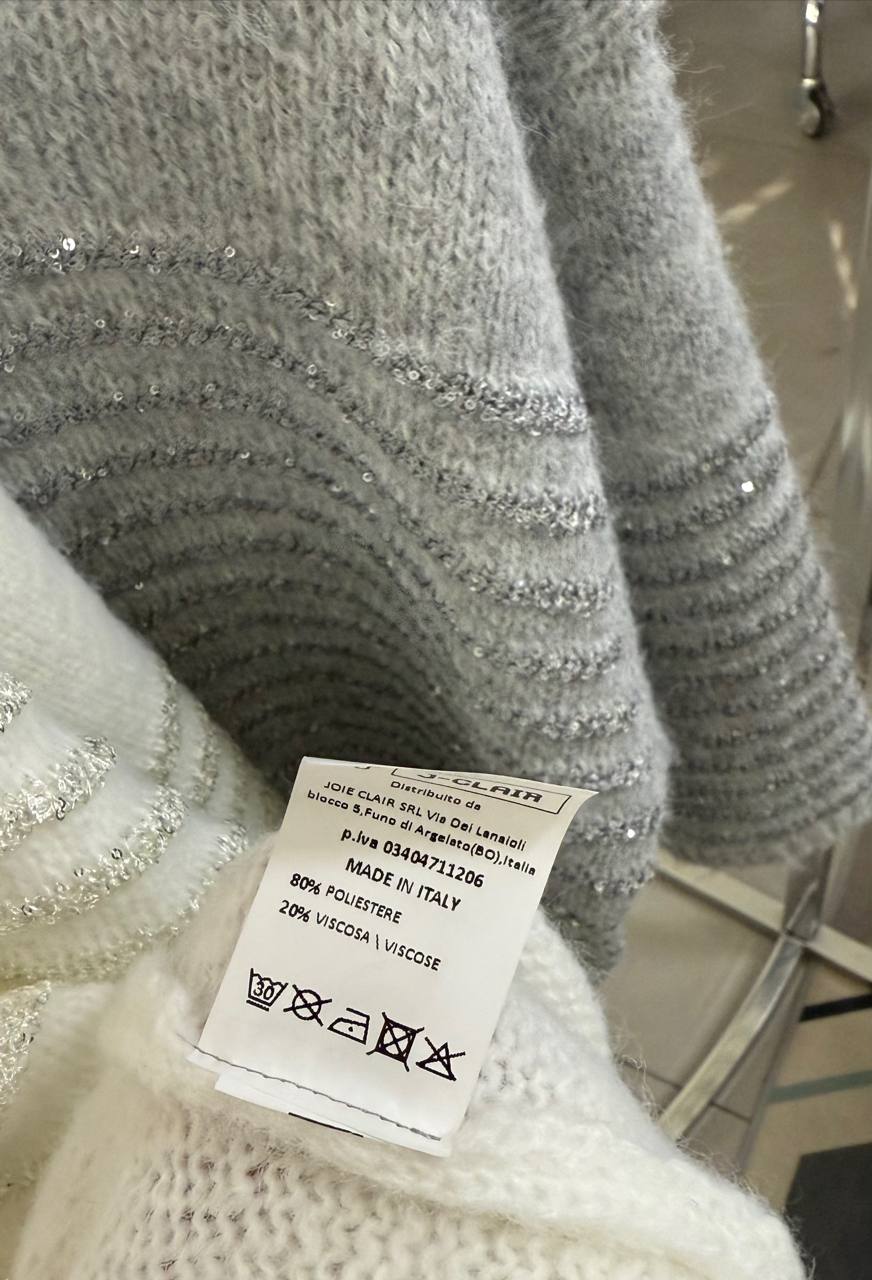 J-CLAIR
Distribuito da
JOIE CLAIR SRL Via Dei Lanaioli
blocco 5,Funo di Argelato(BO),Italia
p.iva 03404711206
MADE IN ITALY
80% POLIESTERE
20% VISCOSA \ VISCOSE
30